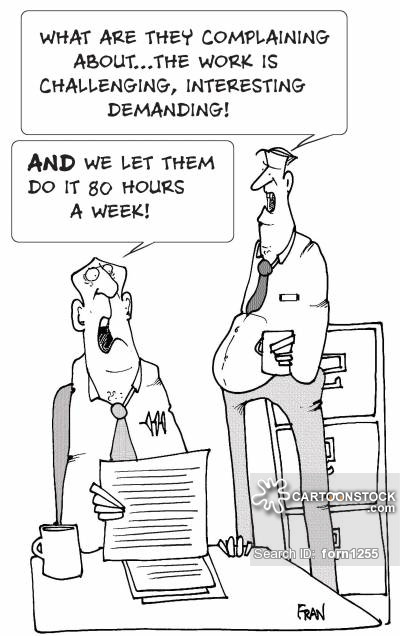 WHAT ARE THEY COMPLAINING
ABOUT...THE WORK IS
CHALLENGING, INTERESTING
DEMANDING!
AND WE LET THEM
DO IT 80 HOURS
A WEEK!
CARTOONSTOCK
.com
Search ID: forn1255
FRAN